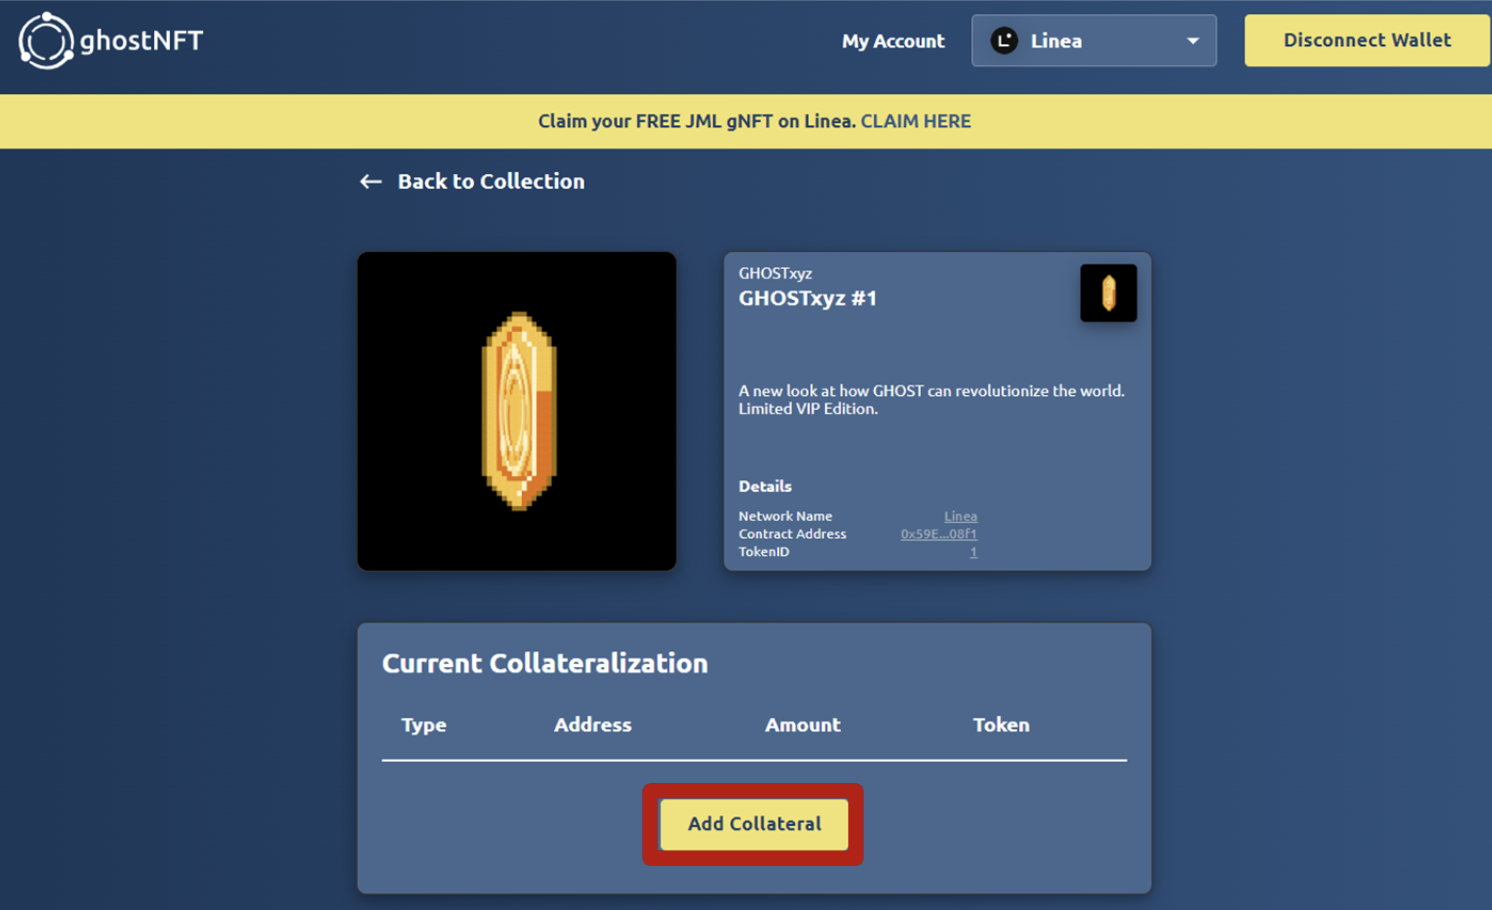 ghostNFT
My Account
Linea
Disconnect Wallet
Claim your FREE JML gNFT on Linea. CLAIM HERE
← Back to Collection
GHOSTxyz
GHOSTxyz #1
A new look at how GHOST can revolutionize the world.
Limited VIP Edition.
Details
Network Name Linea
Contract Address 0x59E...08f1
TokenID 1
Current Collateralization
Type Address Amount Token
Add Collateral